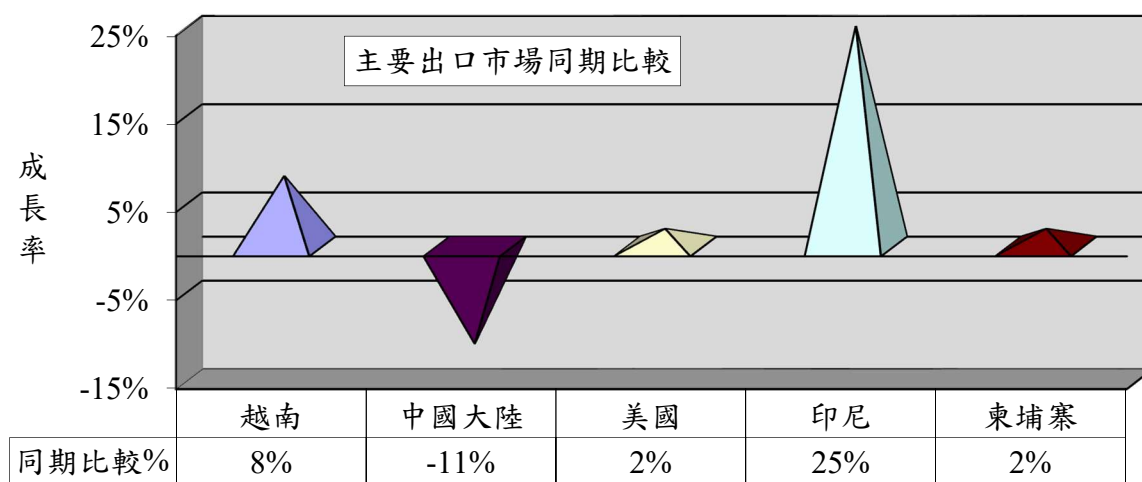 主要出口市場同期比較
成長率
25%
15%
5%
-5%
-15%
越南 中國大陸 美國 印尼 柬埔寨
同期比較% 8% -11% 2% 25% 2%